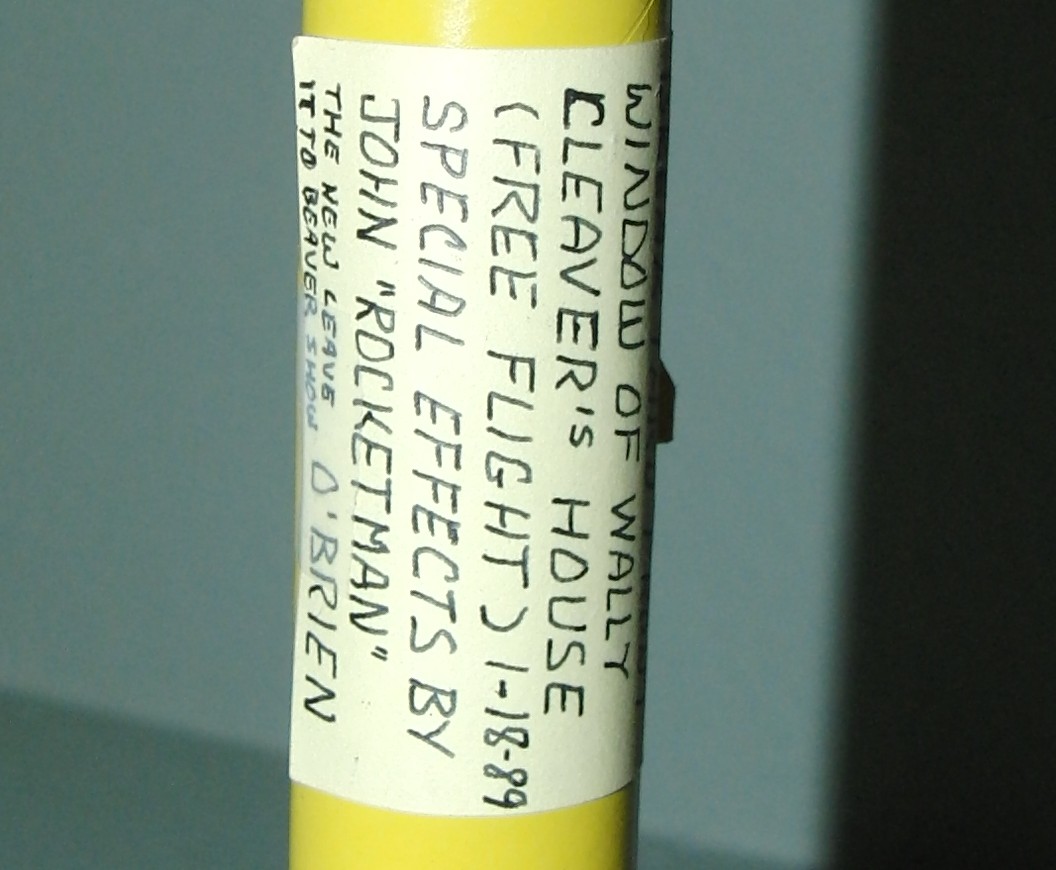 WINDOW OF WALLY
CLEAVER'S HOUSE
(FREE FLIGHT) 1-18-89
SPECIAL EFFECTS BY
JOHN "ROCKETMAN"
O'BRIEN
THE NEW LEAVE
IT TO BEAVER SHOW